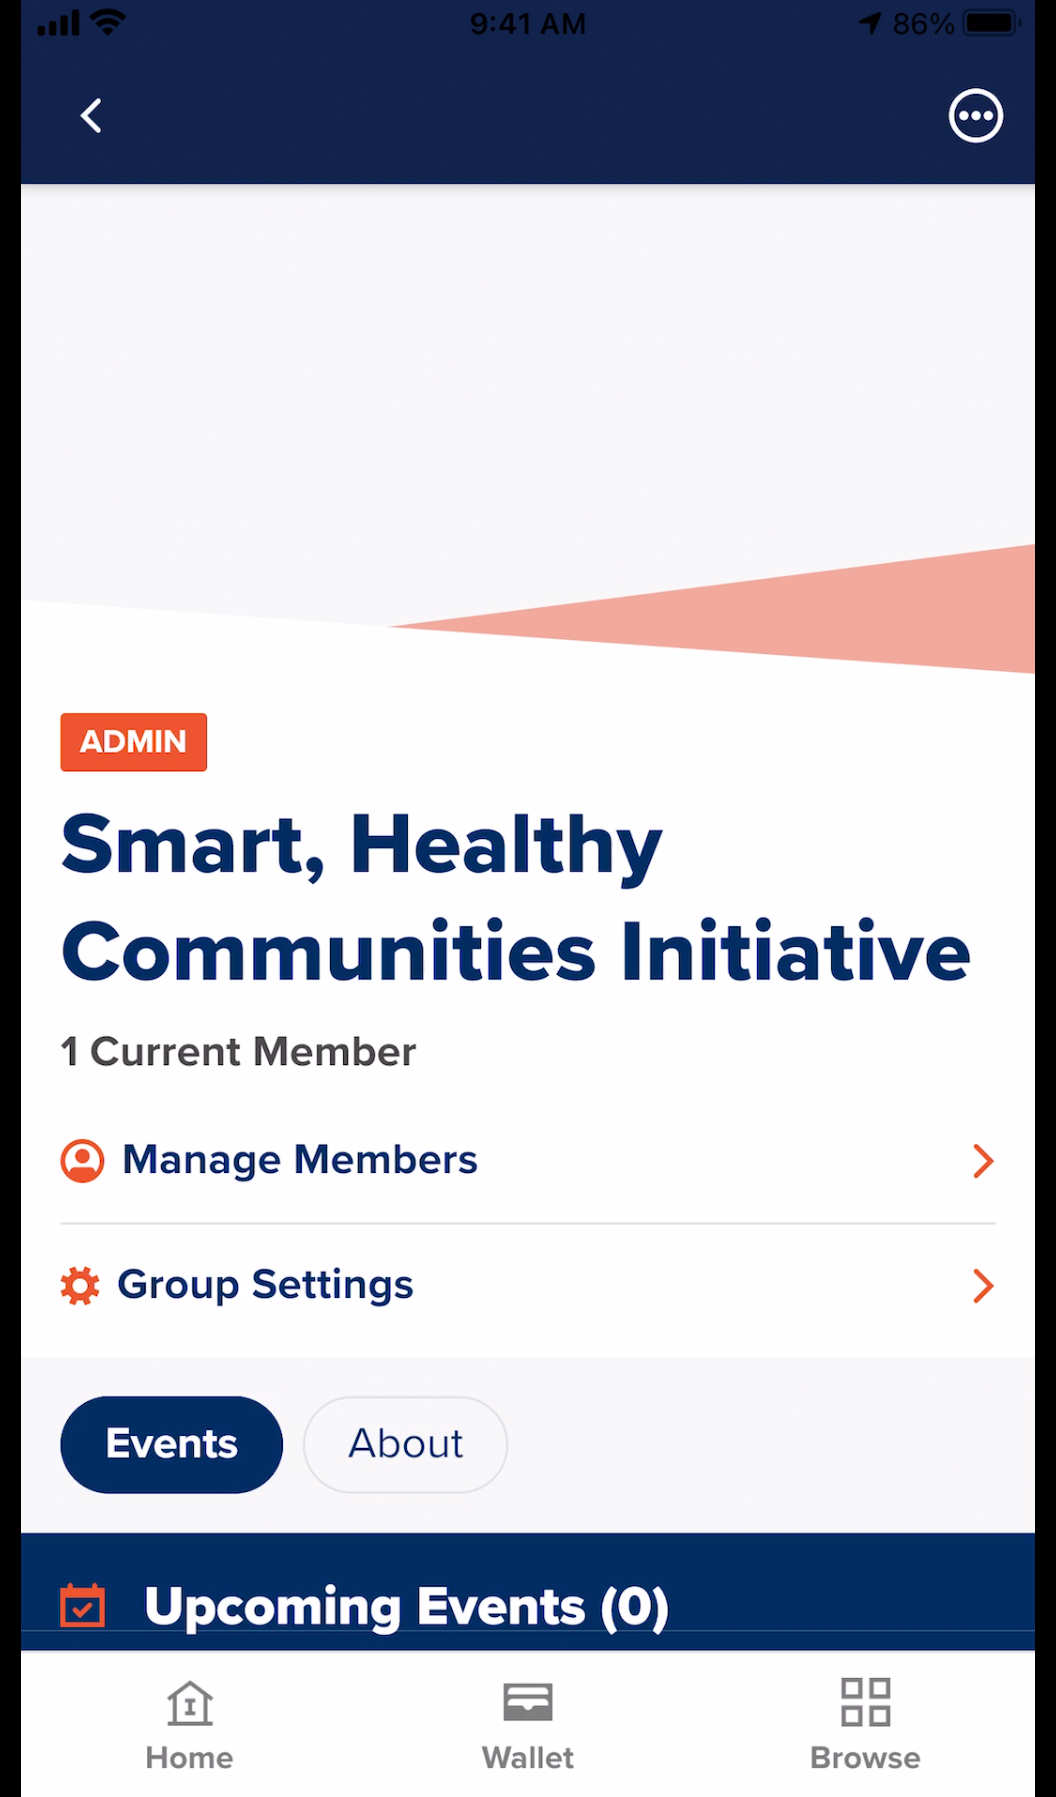 9:41 AM
86%
ADMIN
Smart, Healthy
Communities Initiative
1 Current Member
Manage Members
Group Settings
Events
About
Upcoming Events (0)
Home
Wallet
Browse